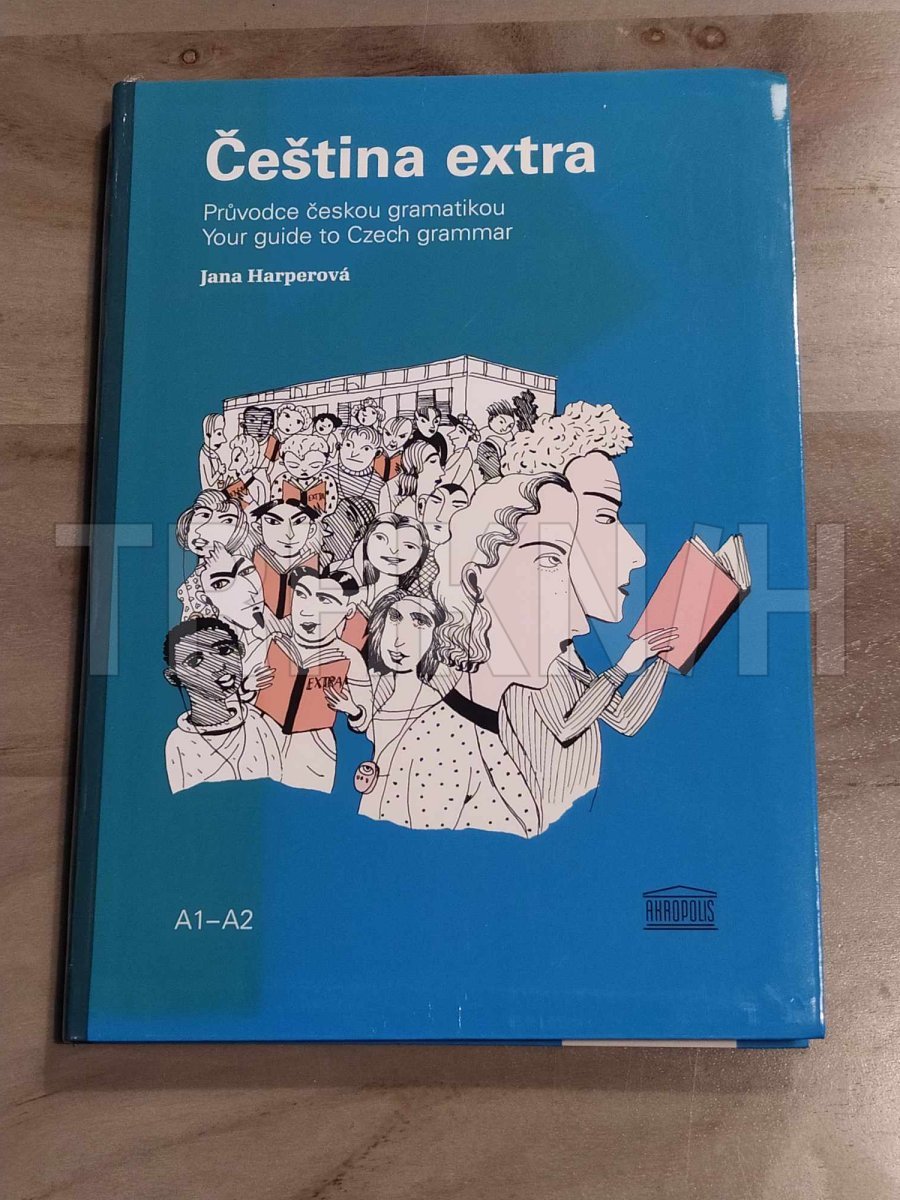 Čeština extra
Průvodce českou gramatikou
Your guide to Czech grammar
Jana Harperová
EXTRA
EXTRA
A1–A2
AKROPOLIS